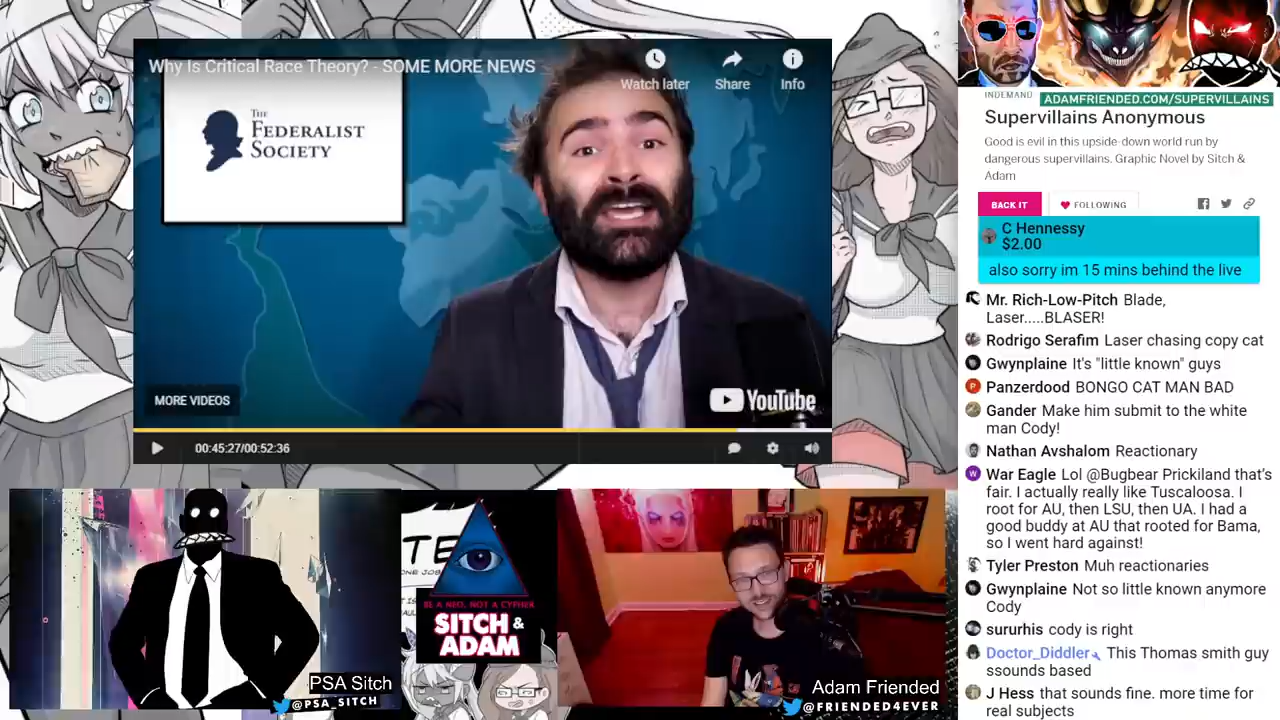 Why Is Critical Race Theory? - SOME MORE NEWS
Watch later
Share
Info
THE
FEDERALIST
SOCIETY
MORE VIDEOS
YouTube
00:45:27/00:52:36
INDEMAND
ADAMFRIENDED.COM/SUPERVILLAINS
Supervillains Anonymous
Good is evil in this upside-down world run by
dangerous supervillains. Graphic Novel by Sitch &
Adam
BACK IT
FOLLOWING
C Hennessy
$2.00
also sorry im 15 mins behind the live
Mr. Rich-Low-Pitch Blade,
Laser.....BLASER!
Rodrigo Serafim Laser chasing copy cat
Gwynplaine It's "little known" guys
P
Panzerdood BONGO CAT MAN BAD
Gander Make him submit to the white
man Cody!
Nathan Avshalom Reactionary
W
War Eagle Lol @Bugbear Prickiland that's
fair. I actually really like Tuscaloosa. I
root for AU, then LSU, then UA. I had a
good buddy at AU that rooted for Bama,
so I went hard against!
Tyler Preston Muh reactionaries
Gwynplaine Not so little known anymore
Cody
sururhis cody is right
Doctor_Diddler This Thomas smith guy
ssounds based
J Hess that sounds fine. more time for
real subjects
PSA Sitch
@PSA_SITCH
BE A NEO, NOT A CYPHER
SITCH &
ADAM
Adam Friended
@FRIENDED4EVER